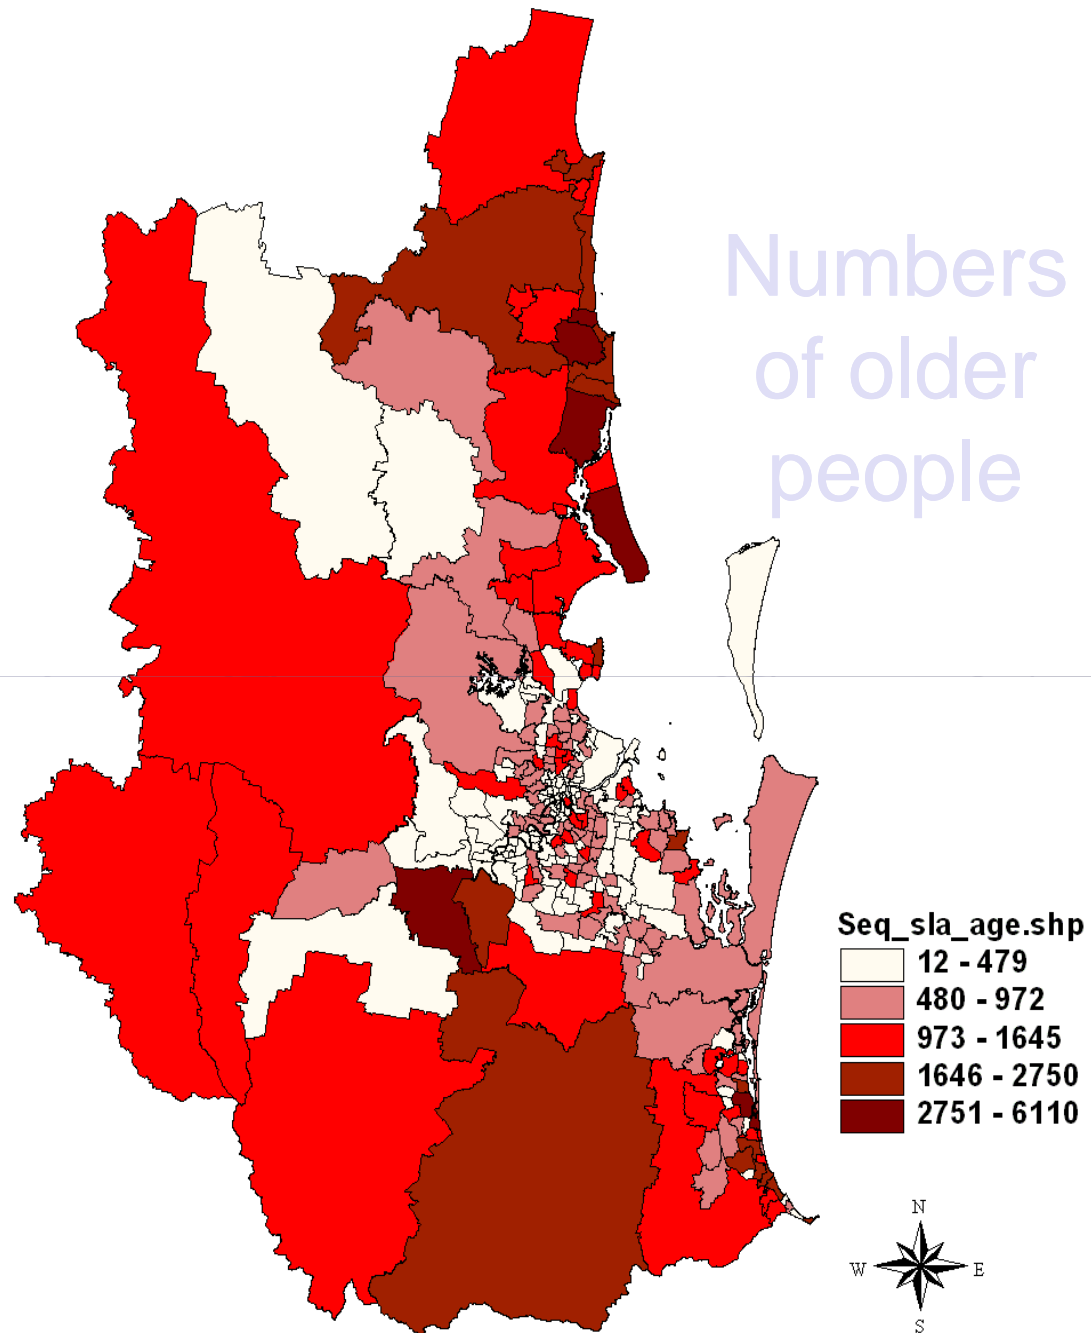 Numbers
of older
people
Seq_sla_age.shp
12 - 479
480 - 972
973 - 1645
1646 - 2750
2751 - 6110
N
W E
S